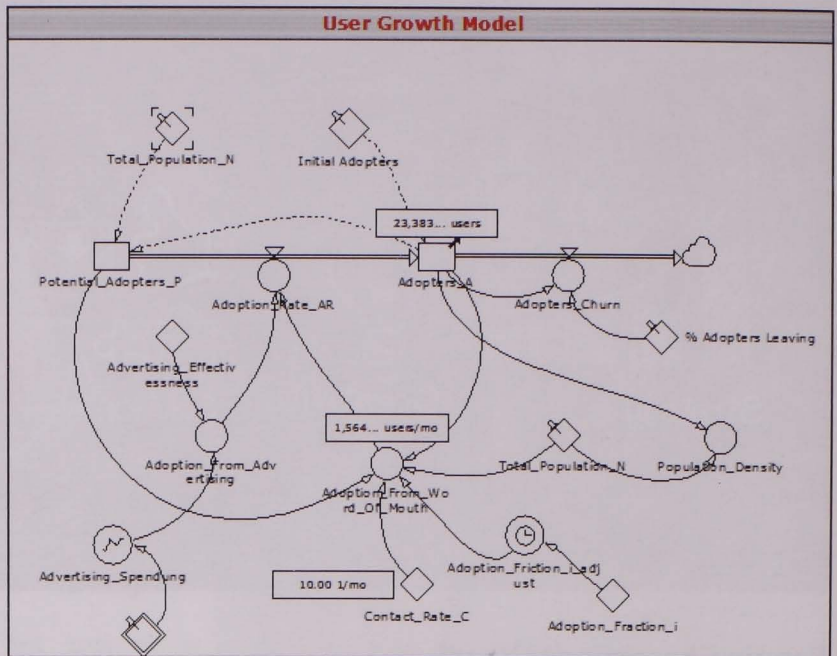 User Growth Model
Total_Population_N
Initial Adopters
23,383... users
Potential_Adopters_P
Adoption_Rate_AR
Adopters_A
Adopters_Churn
% Adopters Leaving
Advertising_Effectiv
essness
1,564... users/mo
Adoption_From_Adv
ertising
Total_Population_N
Population_Density
Adoption_From_Wo
rd_Of_Mouth
Advertising_Spendung
10.00 1/mo
Contact_Rate_C
Adoption_Friction_i_adj
ust
Adoption_Fraction_i